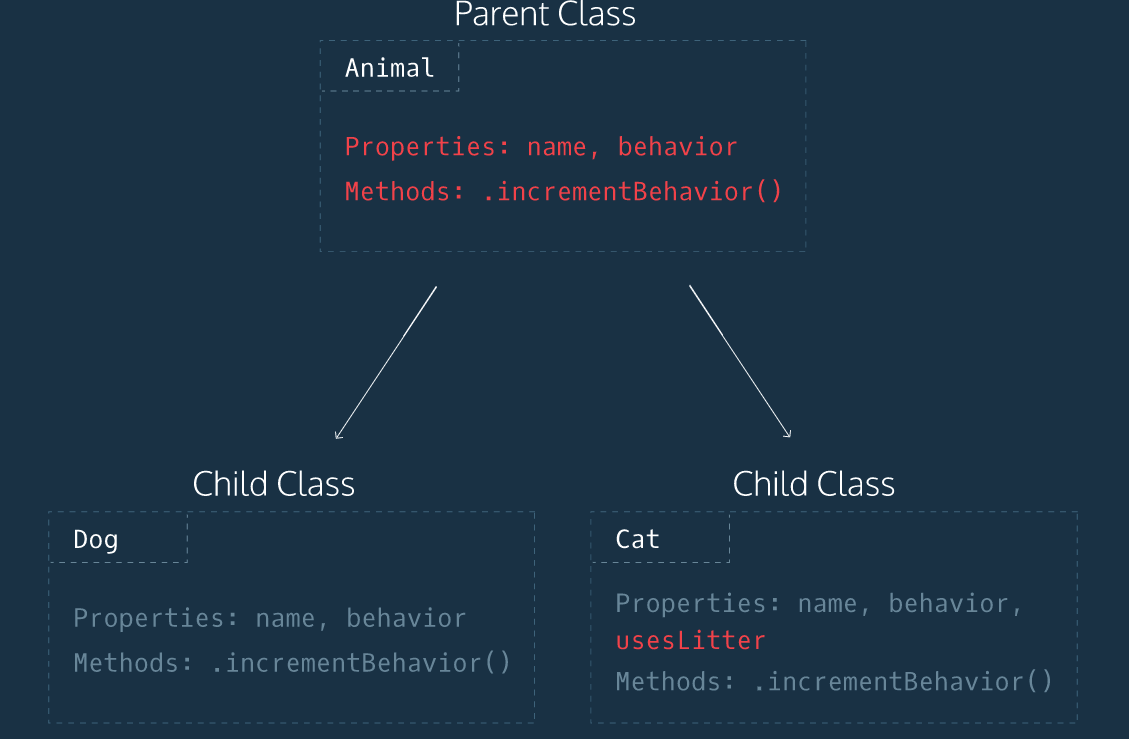 Parent Class
Animal
Properties: name, behavior
Methods: .incrementBehavior()
Child Class
Dog
Properties: name, behavior
Methods: .incrementBehavior()
Child Class
Cat
Properties: name, behavior,
usesLitter
Methods: .incrementBehavior()